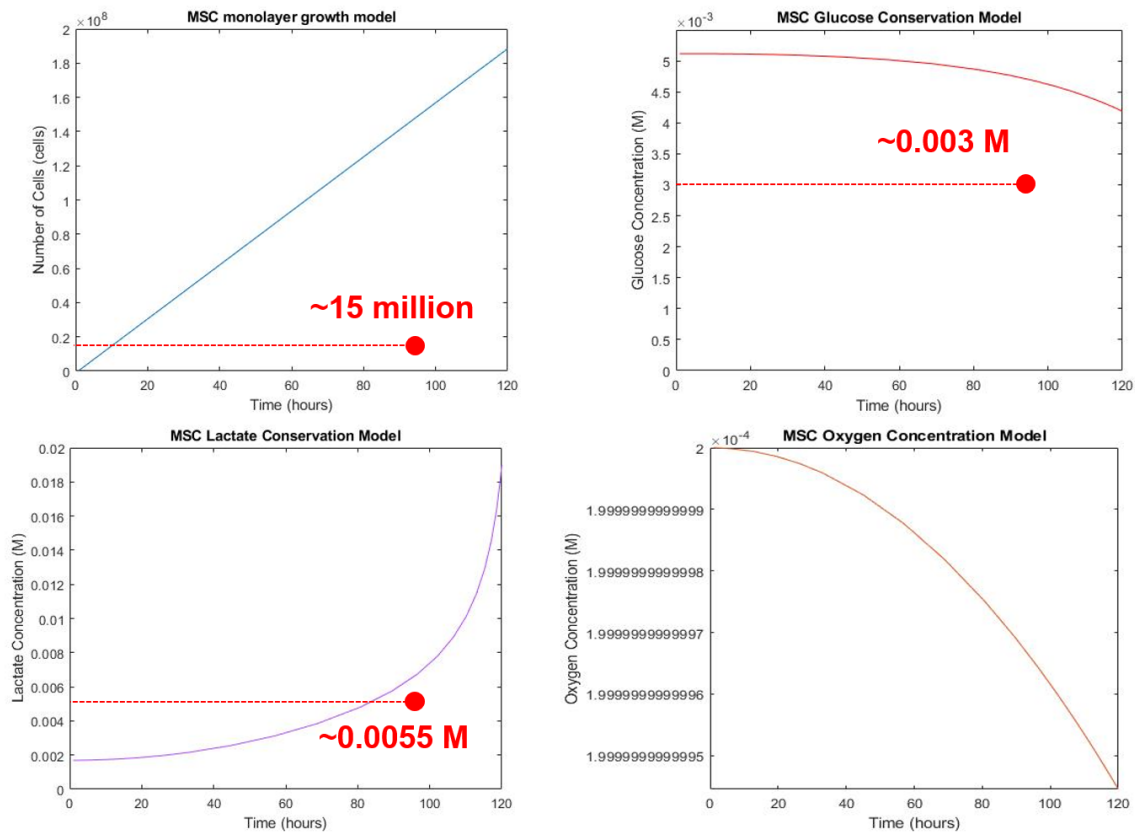 MSC monolayer growth model
×10^8
2
1.8
1.6
1.4
1.2
1
0.8
0.6
0.4
0.2
0
Number of Cells (cells)
~15 million
0 20 40 60 80 100 120
Time (hours)
MSC Glucose Conservation Model
×10^-3
5
4.5
4
3.5
3
2.5
2
1.5
1
0.5
0
Glucose Concentration (M)
~0.003 M
0 20 40 60 80 100 120
Time (hours)
MSC Lactate Conservation Model
0.02
0.018
0.016
0.014
0.012
0.01
0.008
0.006
0.004
0.002
0
Lactate Concentration (M)
~0.0055 M
0 20 40 60 80 100 120
Time (hours)
MSC Oxygen Concentration Model
2 ×10^-4
1.9999999999999
1.9999999999998
1.9999999999997
1.9999999999996
1.9999999999995
Oxygen Concentration (M)
0 20 40 60 80 100 120
Time (hours)